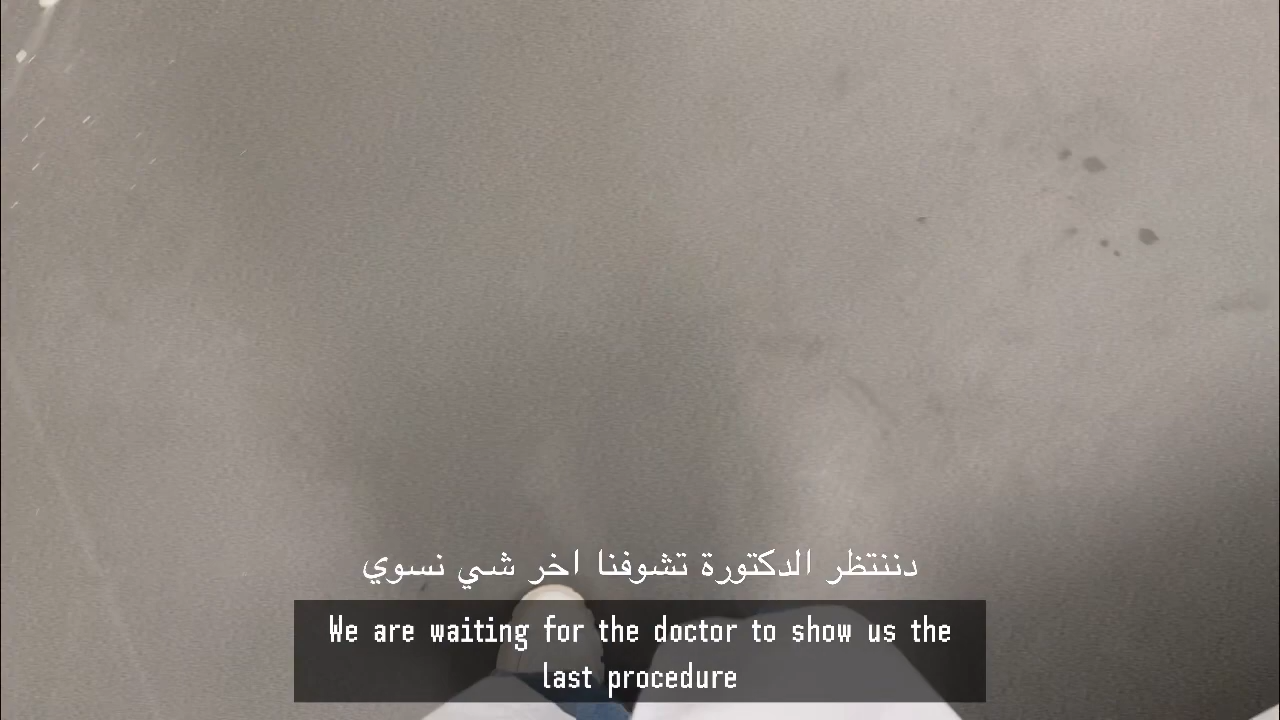 دننتظر الدكتورة تشوفنا اخر شي نسوي
We are waiting for the doctor to show us the
last procedure